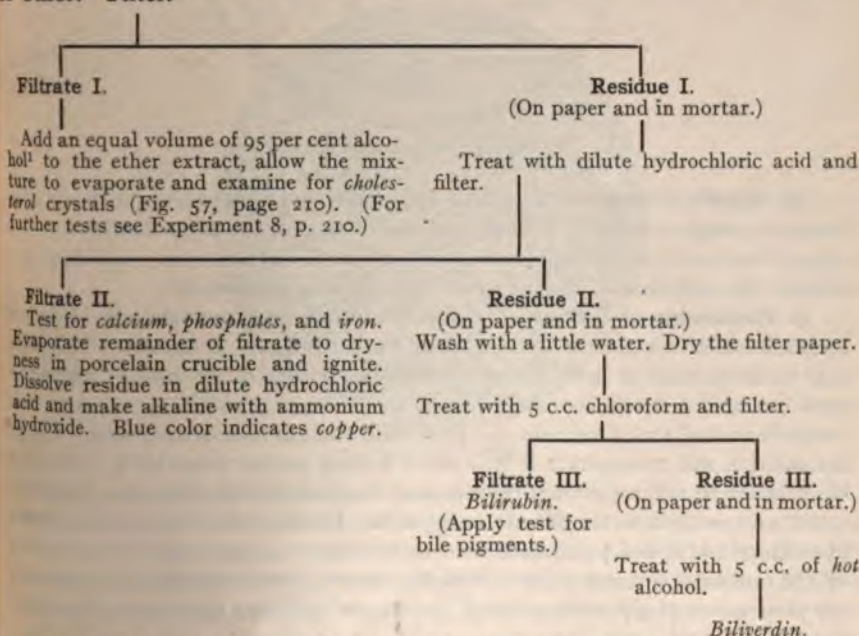 Filtrate I.
Add an equal volume of 95 per cent alco-
hol¹ to the ether extract, allow the mix-
ture to evaporate and examine for choles-
terol crystals (Fig. 57, page 210). (For
further tests see Experiment 8, p. 210.)
Residue I.
(On paper and in mortar.)
Treat with dilute hydrochloric acid and
filter.
Filtrate II.
Test for calcium, phosphates, and iron.
Evaporate remainder of filtrate to dry-
ness in porcelain crucible and ignite.
Dissolve residue in dilute hydrochloric
acid and make alkaline with ammonium
hydroxide. Blue color indicates copper.
Residue II.
(On paper and in mortar.)
Wash with a little water. Dry the filter paper.
Treat with 5 c.c. chloroform and filter.
Filtrate III.
Bilirubin.
(Apply test for
bile pigments.)
Residue III.
(On paper and in mortar.)
Treat with 5 c.c. of hot
alcohol.
Biliverdin.